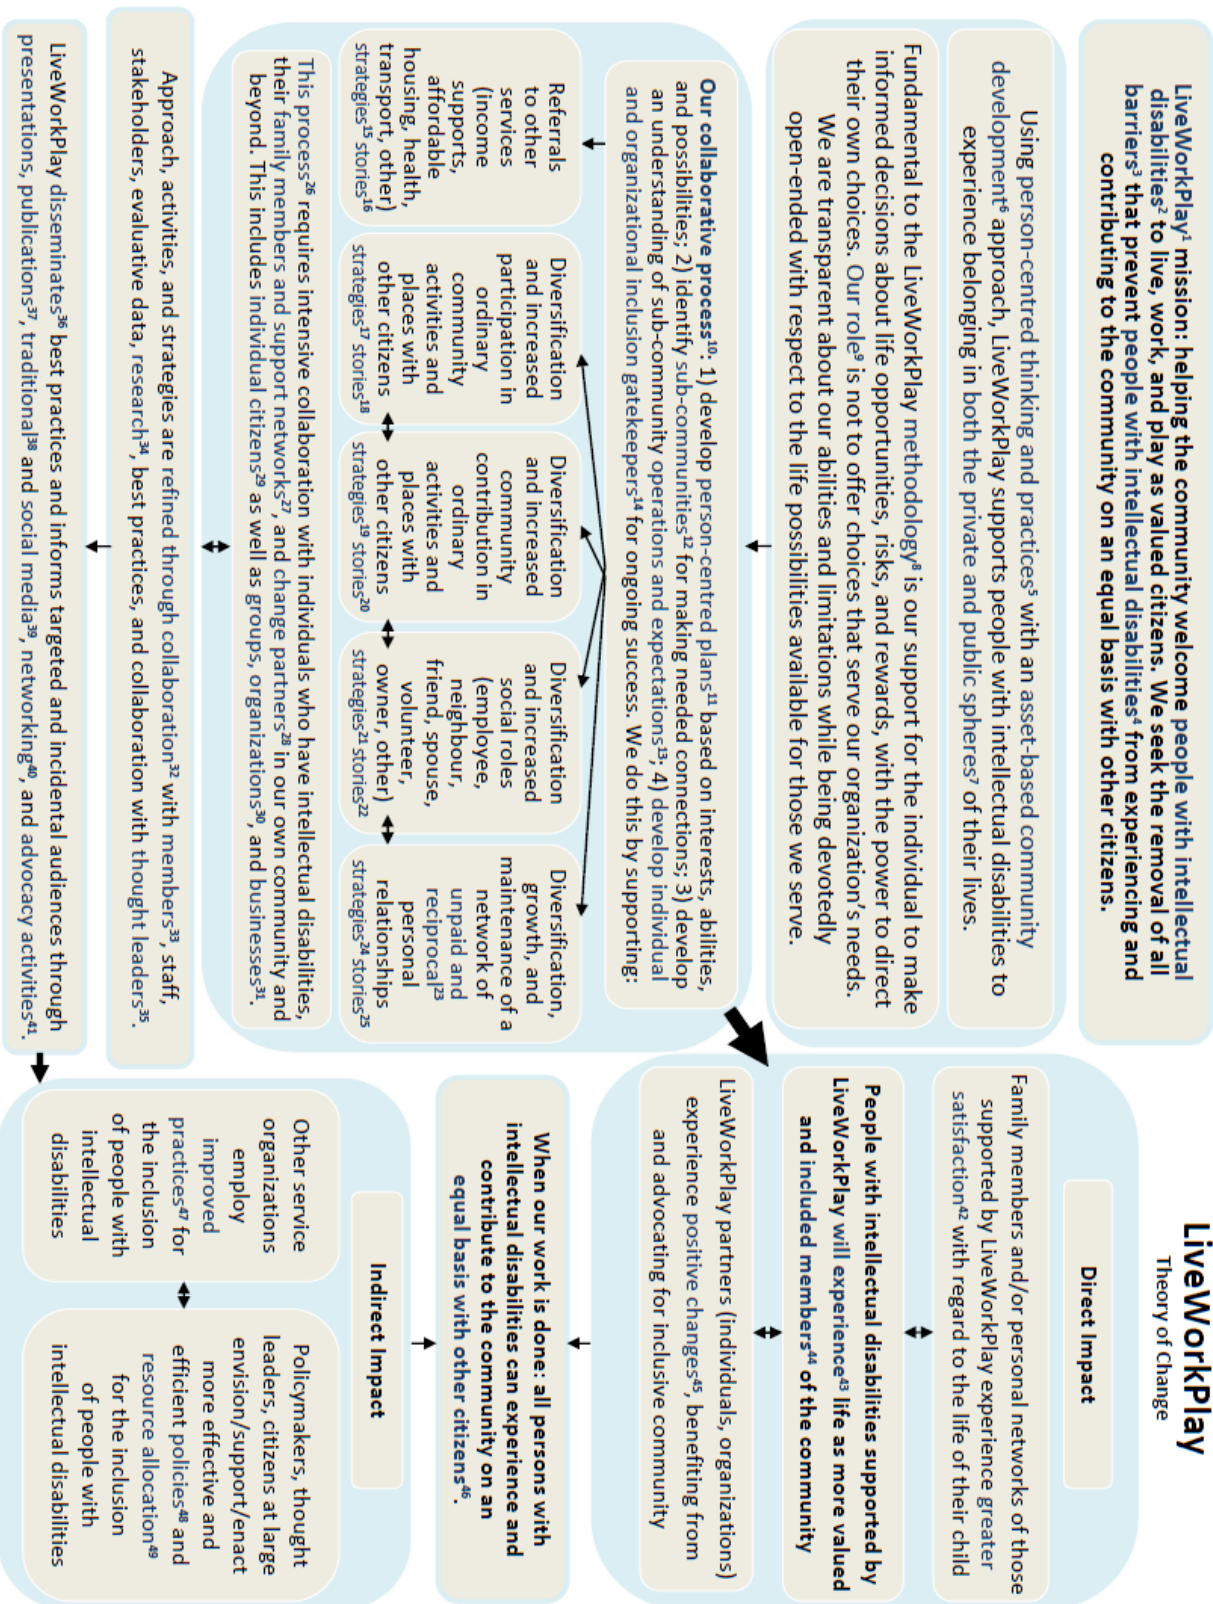 LiveWorkPlay
Theory of Change
LiveWorkPlay¹ mission: helping the community welcome people with intellectual
disabilities² to live, work, and play as valued citizens. We seek the removal of all
barriers³ that prevent people with intellectual disabilities⁴ from experiencing and
contributing to the community on an equal basis with other citizens.
Using person-centred thinking and practices⁵ with an asset-based community
development⁶ approach, LiveWorkPlay supports people with intellectual disabilities to
experience belonging in both the private and public spheres⁷ of their lives.
Fundamental to the LiveWorkPlay methodology⁸ is our support for the individual to make
informed decisions about life opportunities, risks, and rewards, with the power to direct
their own choices. Our role⁹ is not to offer choices that serve our organization’s needs.
We are transparent about our abilities and limitations while being devotedly
open-ended with respect to the life possibilities available for those we serve.
Our collaborative process¹⁰: 1) develop person-centred plans¹¹ based on interests, abilities,
and possibilities; 2) identify sub-communities¹² for making needed connections; 3) develop
an understanding of sub-community operations and expectations¹³, 4) develop individual
and organizational inclusion gatekeepers¹⁴ for ongoing success. We do this by supporting:
Referrals
to other
services
(income
supports,
affordable
housing, health,
transport, other)
strategies¹⁵ stories¹⁶
Diversification
and increased
participation in
ordinary
community
activities and
places with
other citizens
strategies¹⁷ stories¹⁸
Diversification
and increased
community
contribution in
ordinary
activities and
places with
other citizens
strategies¹⁹ stories²⁰
Diversification
and increased
social roles
(employee,
neighbour,
friend, spouse,
volunteer,
owner, other)
strategies²¹ stories²²
Diversification,
growth, and
maintenance of a
network of
unpaid and
reciprocal²³
personal
relationships
strategies²⁴ stories²⁵
This process²⁶ requires intensive collaboration with individuals who have intellectual disabilities,
their family members and support networks²⁷, and change partners²⁸ in our own community and
beyond. This includes individual citizens²⁹ as well as groups, organizations³⁰, and businesses³¹.
Approach, activities, and strategies are refined through collaboration³² with members³³, staff,
stakeholders, evaluative data, research³⁴, best practices, and collaboration with thought leaders³⁵.
LiveWorkPlay disseminates³⁶ best practices and informs targeted and incidental audiences through
presentations, publications³⁷, traditional³⁸ and social media³⁹, networking⁴⁰, and advocacy activities⁴¹.
Direct Impact
Family members and/or personal networks of those
supported by LiveWorkPlay experience greater
satisfaction⁴² with regard to the life of their child
People with intellectual disabilities supported by
LiveWorkPlay will experience⁴³ life as more valued
and included members⁴⁴ of the community
LiveWorkPlay partners (individuals, organizations)
experience positive changes⁴⁵, benefiting from
and advocating for inclusive community
When our work is done: all persons with
intellectual disabilities can experience and
contribute to the community on an
equal basis with other citizens⁴⁶.
Indirect Impact
Other service
organizations
employ
improved
practices⁴⁷ for
the inclusion
of people with
intellectual
disabilities
Policymakers, thought
leaders, citizens at large
envision/support/enact
more effective and
efficient policies⁴⁸ and
resource allocation⁴⁹
for the inclusion
of people with
intellectual disabilities